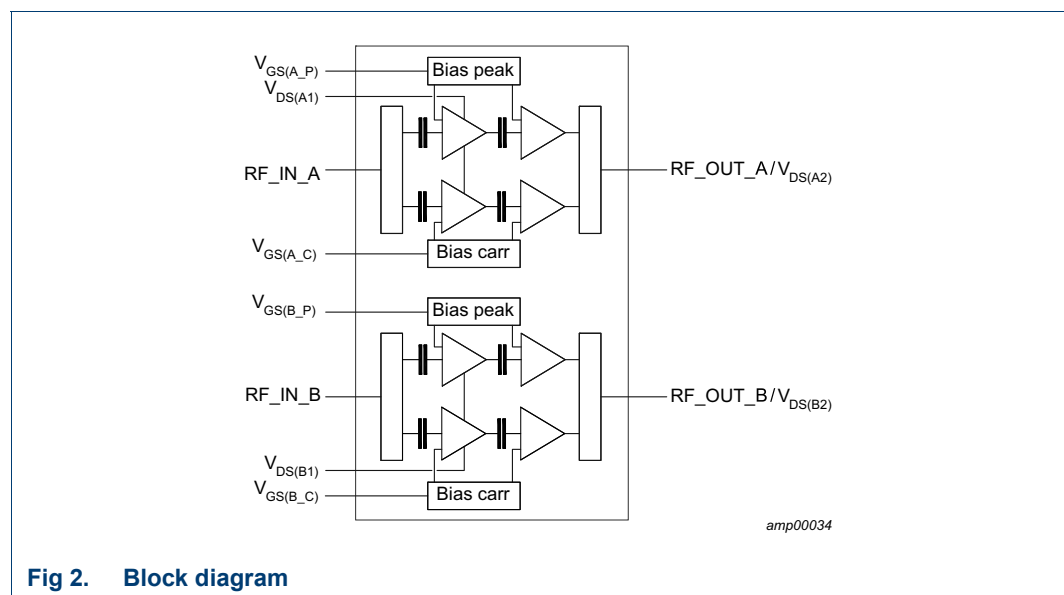 V_GS(A_P)
Bias peak
V_DS(A1)
RF_IN_A
RF_OUT_A/V_DS(A2)
V_GS(A_C)
Bias carr
V_GS(B_P)
Bias peak
RF_IN_B
RF_OUT_B/V_DS(B2)
V_DS(B1)
V_GS(B_C)
Bias carr
amp00034
Fig 2. Block diagram